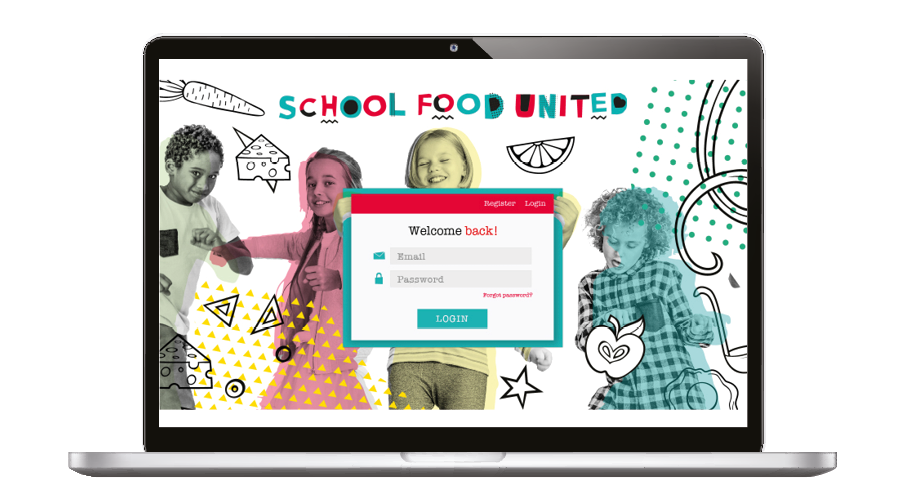 SCHOOL FOOD UNITED
Register Login
Welcome back!
Email
Password
Forgot password?
LOGIN